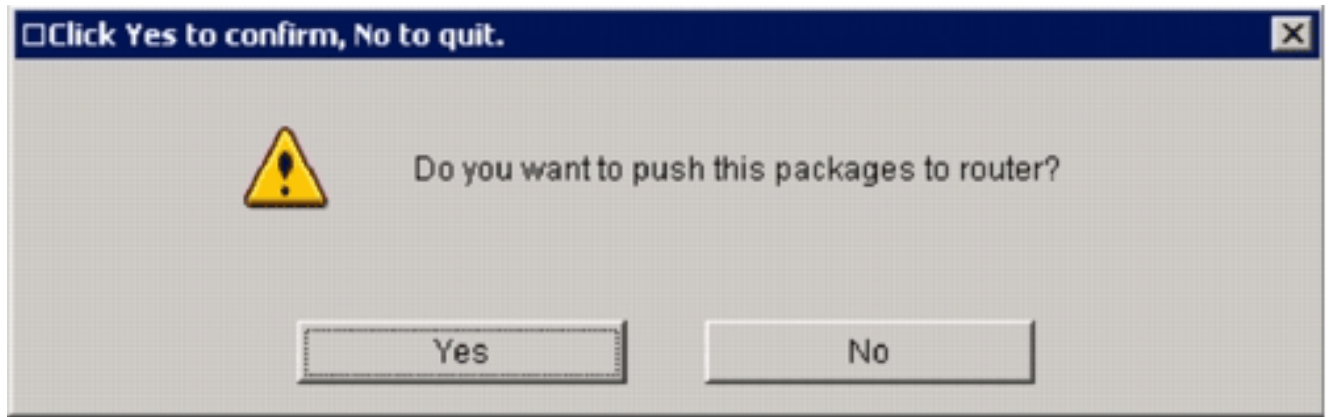 □Click Yes to confirm, No to quit.
Do you want to push this packages to router?
Yes
No